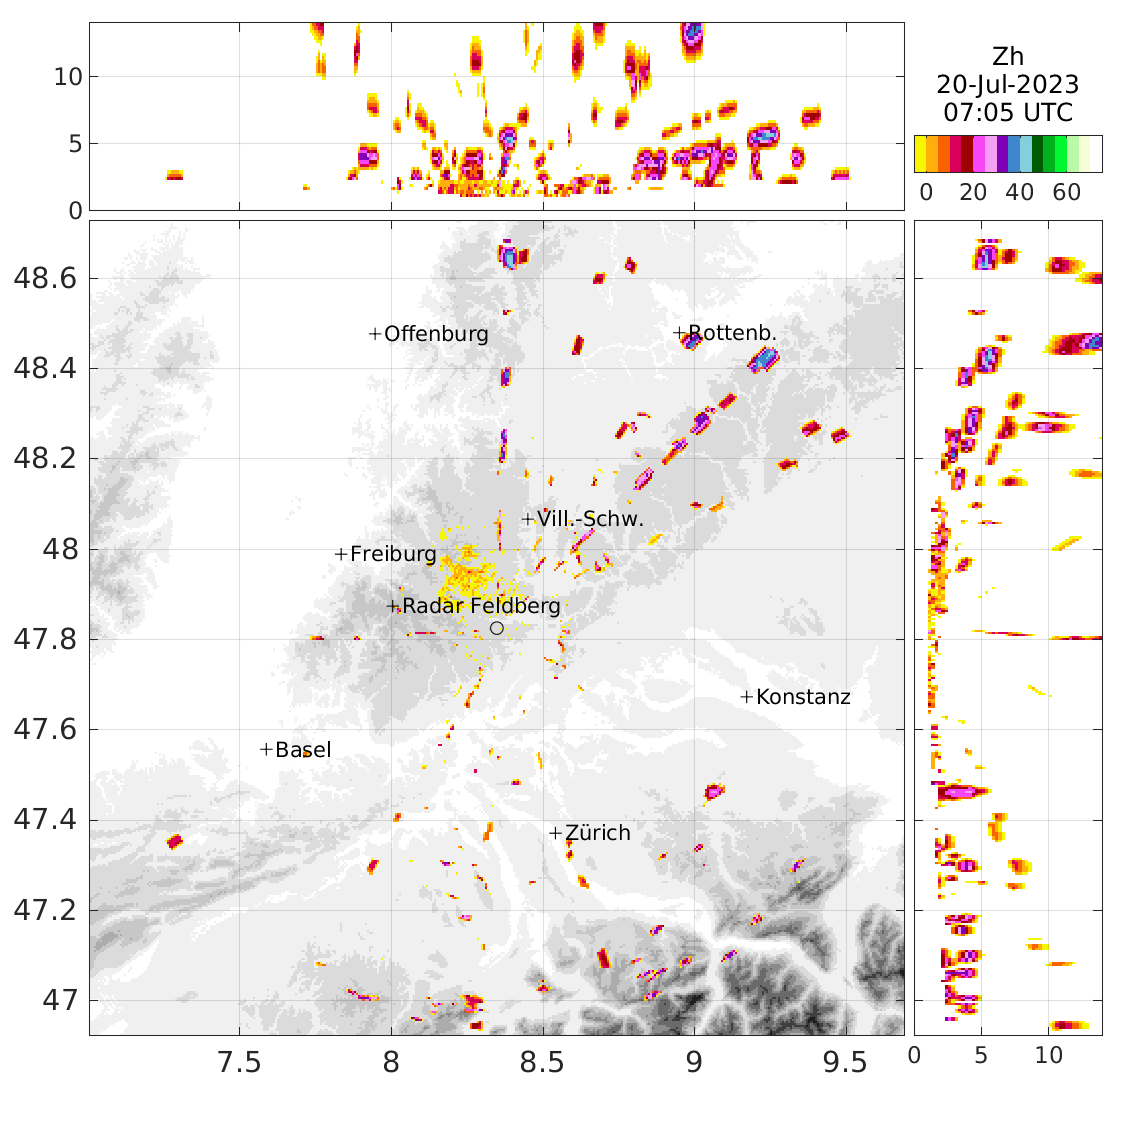 Zh
20-Jul-2023
07:05 UTC
0 20 40 60
10
5
0
48.6
48.4
48.2
48
47.8
47.6
47.4
47.2
47
Offenburg
Rottenb.
Vill.-Schw.
Freiburg
Radar Feldberg
Konstanz
Basel
Zürich
7.5 8 8.5 9 9.5
0 5 10